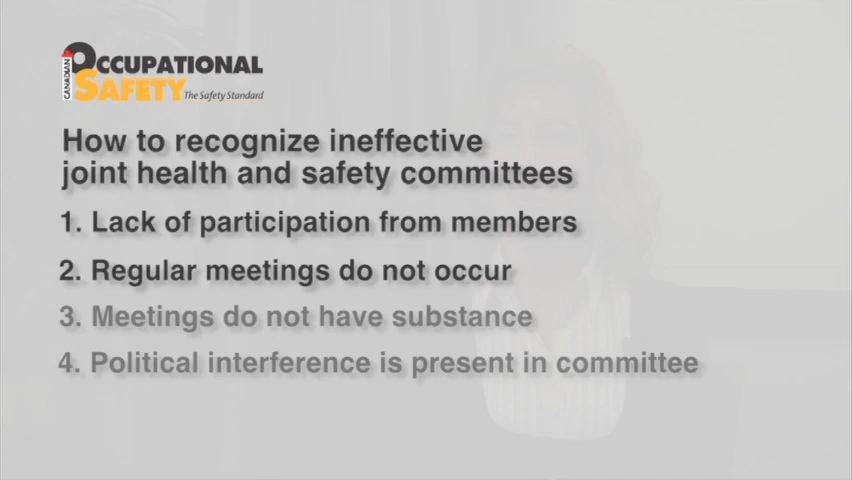 CANADIAN
OCCUPATIONAL
SAFETY The Safety Standard
How to recognize ineffective
joint health and safety committees
1. Lack of participation from members
2. Regular meetings do not occur
3. Meetings do not have substance
4. Political interference is present in committee